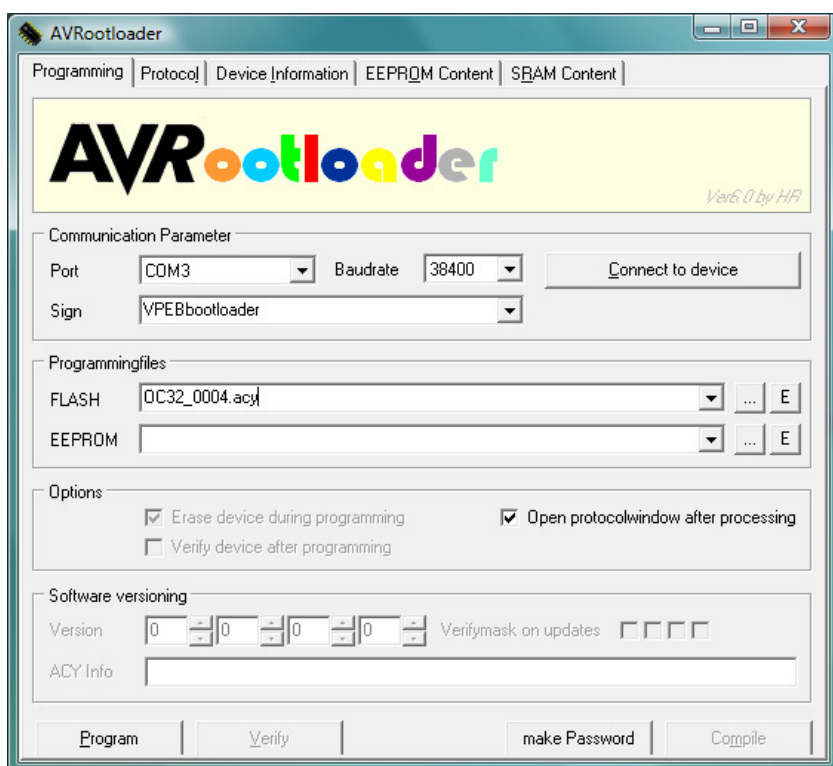 AVRootloader
Programming Protocol Device Information EEPROM Content SRAM Content
AVRootloader
Ver6.0 by HR
Communication Parameter
Port COM3 Baudrate 38400 Connect to device
Sign VPEBbootloader
Programmingfiles
FLASH OC32_0004.acy ... E
EEPROM ... E
Options
Erase device during programming Open protocolwindow after processing
Verify device after programming
Software versioning
Version 0 0 0 0 Verifymask on updates
ACY Info
Program Verify make Password Compile